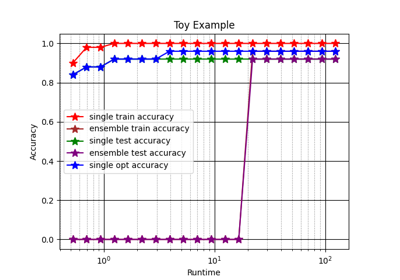 Toy Example
1.0
0.8
0.6
0.4
0.2
0.0
Accuracy
single train accuracy
ensemble train accuracy
single test accuracy
ensemble test accuracy
single opt accuracy
10⁰
10¹
10²
Runtime